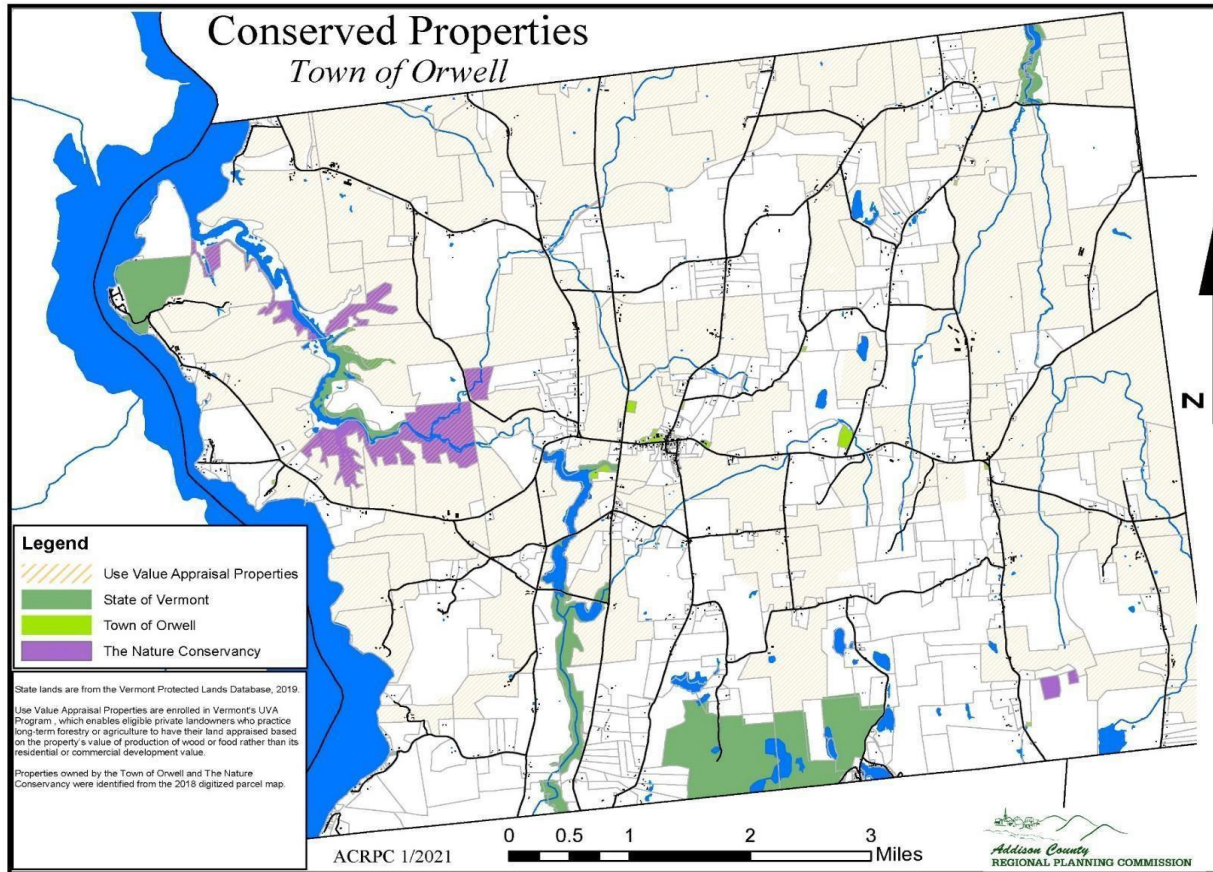 Conserved Properties
Town of Orwell
N
Legend
Use Value Appraisal Properties
State of Vermont
Town of Orwell
The Nature Conservancy
State lands are from the Vermont Protected Lands Database, 2019.
Use Value Appraisal Properties are enrolled in Vermont's UVA
Program , which enables eligible private landowners who practice
long-term forestry or agriculture to have their land appraised based
on the property's value of production of wood or food rather than its
residential or commercial development value.
Properties owned by the Town of Orwell and The Nature
Conservancy were identified from the 2018 digitized parcel map.
ACRPC 1/2021
0 0.5 1 2 3
Miles
Addison County
REGIONAL PLANNING COMMISSION